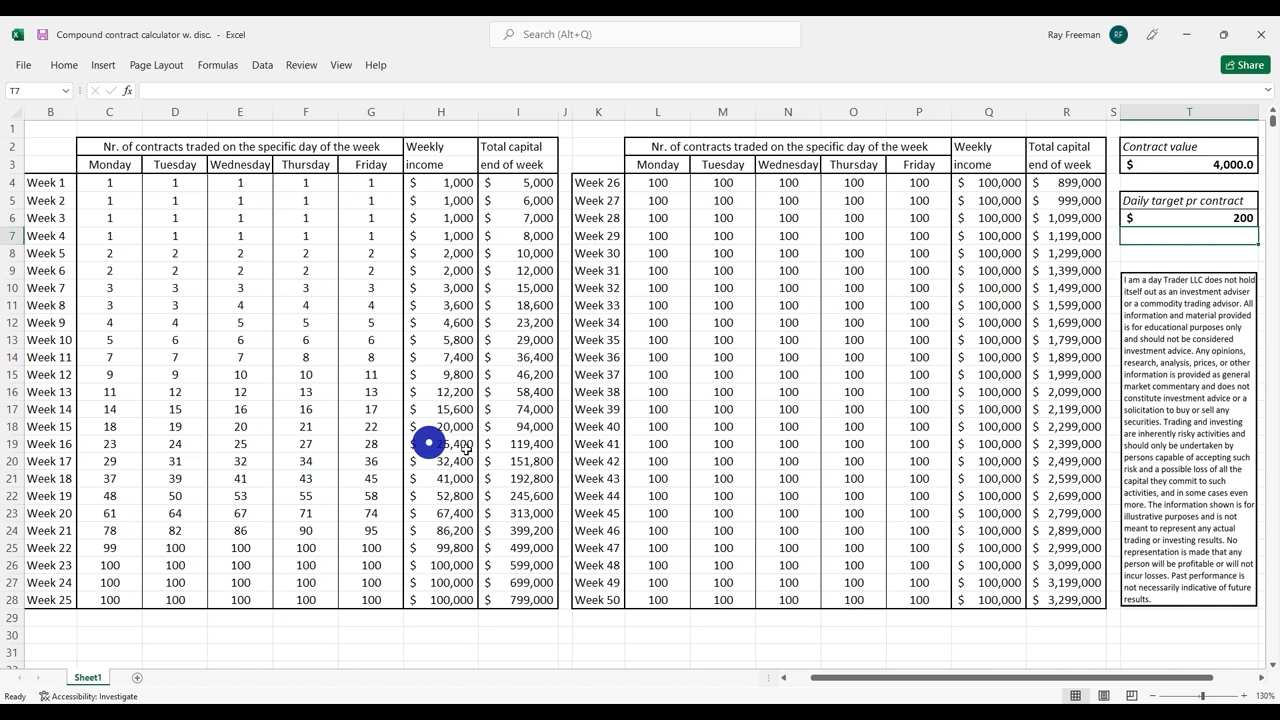 Compound contract calculator w. disc. - Excel
Search (Alt+Q)
Ray Freeman RF
File Home Insert Page Layout Formulas Data Review View Help Share
T7 fx
B C D E F G H I J K L M N O P Q R S T
1
2 Nr. of contracts traded on the specific day of the week Weekly Total capital Nr. of contracts traded on the specific day of the week Weekly Total capital Contract value
3 Monday Tuesday Wednesday Thursday Friday income end of week Monday Tuesday Wednesday Thursday Friday income end of week $ 4,000.0
4 Week 1 1 1 1 1 1 $ 1,000 $ 5,000 Week 26 100 100 100 100 100 $ 100,000 $ 899,000
5 Week 2 1 1 1 1 1 $ 1,000 $ 6,000 Week 27 100 100 100 100 100 $ 100,000 $ 999,000 Daily target pr contract
6 Week 3 1 1 1 1 1 $ 1,000 $ 7,000 Week 28 100 100 100 100 100 $ 100,000 $ 1,099,000 $ 200
7 Week 4 1 1 1 1 1 $ 1,000 $ 8,000 Week 29 100 100 100 100 100 $ 100,000 $ 1,199,000
8 Week 5 2 2 2 2 2 $ 2,000 $ 10,000 Week 30 100 100 100 100 100 $ 100,000 $ 1,299,000
9 Week 6 2 2 2 2 2 $ 2,000 $ 12,000 Week 31 100 100 100 100 100 $ 100,000 $ 1,399,000
10 Week 7 3 3 3 3 3 $ 3,000 $ 15,000 Week 32 100 100 100 100 100 $ 100,000 $ 1,499,000
11 Week 8 3 3 4 4 4 $ 3,600 $ 18,600 Week 33 100 100 100 100 100 $ 100,000 $ 1,599,000
12 Week 9 4 4 5 5 5 $ 4,600 $ 23,200 Week 34 100 100 100 100 100 $ 100,000 $ 1,699,000
13 Week 10 5 6 6 6 6 $ 5,800 $ 29,000 Week 35 100 100 100 100 100 $ 100,000 $ 1,799,000
14 Week 11 7 7 7 8 8 $ 7,400 $ 36,400 Week 36 100 100 100 100 100 $ 100,000 $ 1,899,000
15 Week 12 9 9 10 10 11 $ 9,800 $ 46,200 Week 37 100 100 100 100 100 $ 100,000 $ 1,999,000
16 Week 13 11 12 12 13 13 $ 12,200 $ 58,400 Week 38 100 100 100 100 100 $ 100,000 $ 2,099,000
17 Week 14 14 15 16 16 17 $ 15,600 $ 74,000 Week 39 100 100 100 100 100 $ 100,000 $ 2,199,000
18 Week 15 18 19 20 21 22 $ 20,000 $ 94,000 Week 40 100 100 100 100 100 $ 100,000 $ 2,299,000
19 Week 16 23 24 25 27 28 $ 25,400 $ 119,400 Week 41 100 100 100 100 100 $ 100,000 $ 2,399,000
20 Week 17 29 31 32 34 36 $ 32,400 $ 151,800 Week 42 100 100 100 100 100 $ 100,000 $ 2,499,000
21 Week 18 37 39 41 43 45 $ 41,000 $ 192,800 Week 43 100 100 100 100 100 $ 100,000 $ 2,599,000
22 Week 19 48 50 53 55 58 $ 52,800 $ 245,600 Week 44 100 100 100 100 100 $ 100,000 $ 2,699,000
23 Week 20 61 64 67 71 74 $ 67,400 $ 313,000 Week 45 100 100 100 100 100 $ 100,000 $ 2,799,000
24 Week 21 78 82 86 90 95 $ 86,200 $ 399,200 Week 46 100 100 100 100 100 $ 100,000 $ 2,899,000
25 Week 22 99 100 100 100 100 $ 99,800 $ 499,000 Week 47 100 100 100 100 100 $ 100,000 $ 2,999,000
26 Week 23 100 100 100 100 100 $ 100,000 $ 599,000 Week 48 100 100 100 100 100 $ 100,000 $ 3,099,000
27 Week 24 100 100 100 100 100 $ 100,000 $ 699,000 Week 49 100 100 100 100 100 $ 100,000 $ 3,199,000
28 Week 25 100 100 100 100 100 $ 100,000 $ 799,000 Week 50 100 100 100 100 100 $ 100,000 $ 3,299,000
29
30
31
I am a day Trader LLC does not hold
itself out as an investment adviser
or a commodity trading advisor. All
information and material provided
is for educational purposes only
and should not be considered
investment advice. Any opinions,
research, analysis, prices, or other
information is provided as general
market commentary and does not
constitute investment advice or a
solicitation to buy or sell any
securities. Trading and investing
are inherently risky activities and
should only be undertaken by
persons capable of accepting such
risk and a possible loss of all the
capital they commit to such
activities, and in some cases even
more. The information shown is for
illustrative purposes and is not
meant to represent any actual
trading or investing results. No
representation is made that any
person will be profitable or will not
incur losses. Past performance is
not necessarily indicative of future
results.
Sheet1
Ready Accessibility: Investigate 130%